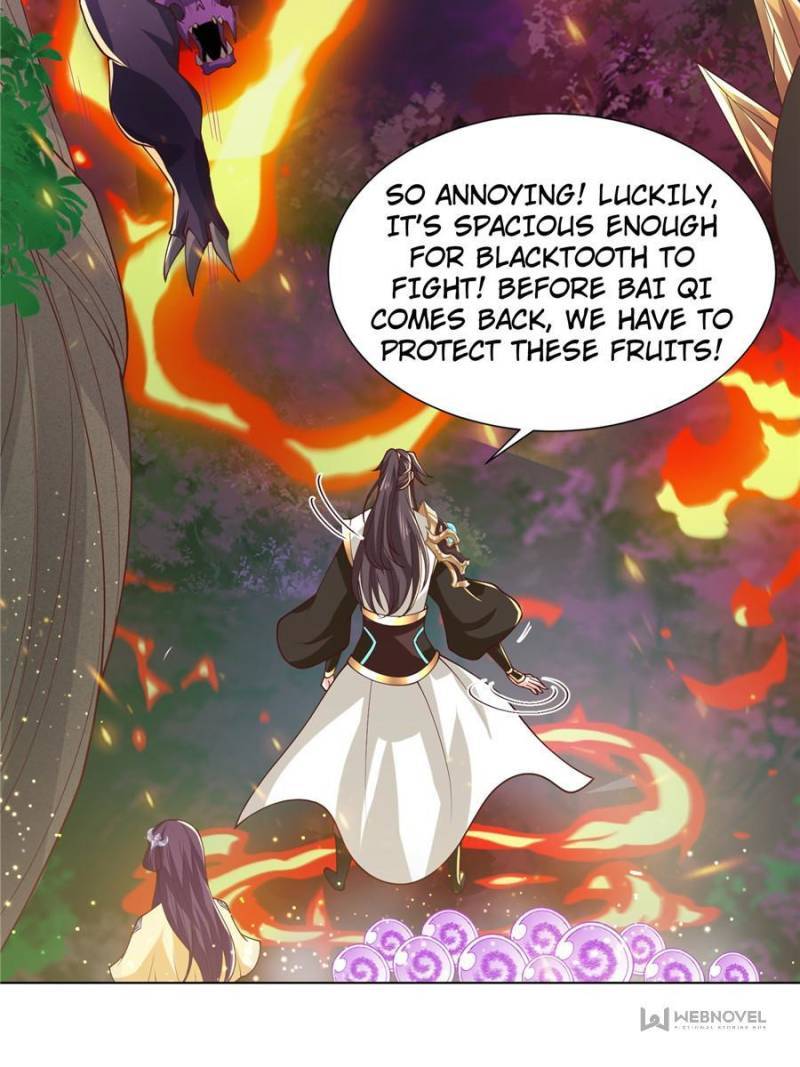 SO ANNOYING! LUCKILY,
IT'S SPACIOUS ENOUGH
FOR BLACKTOOTH TO
FIGHT! BEFORE BAI QI
COMES BACK, WE HAVE TO
PROTECT THESE FRUITS!
WEBNOVEL